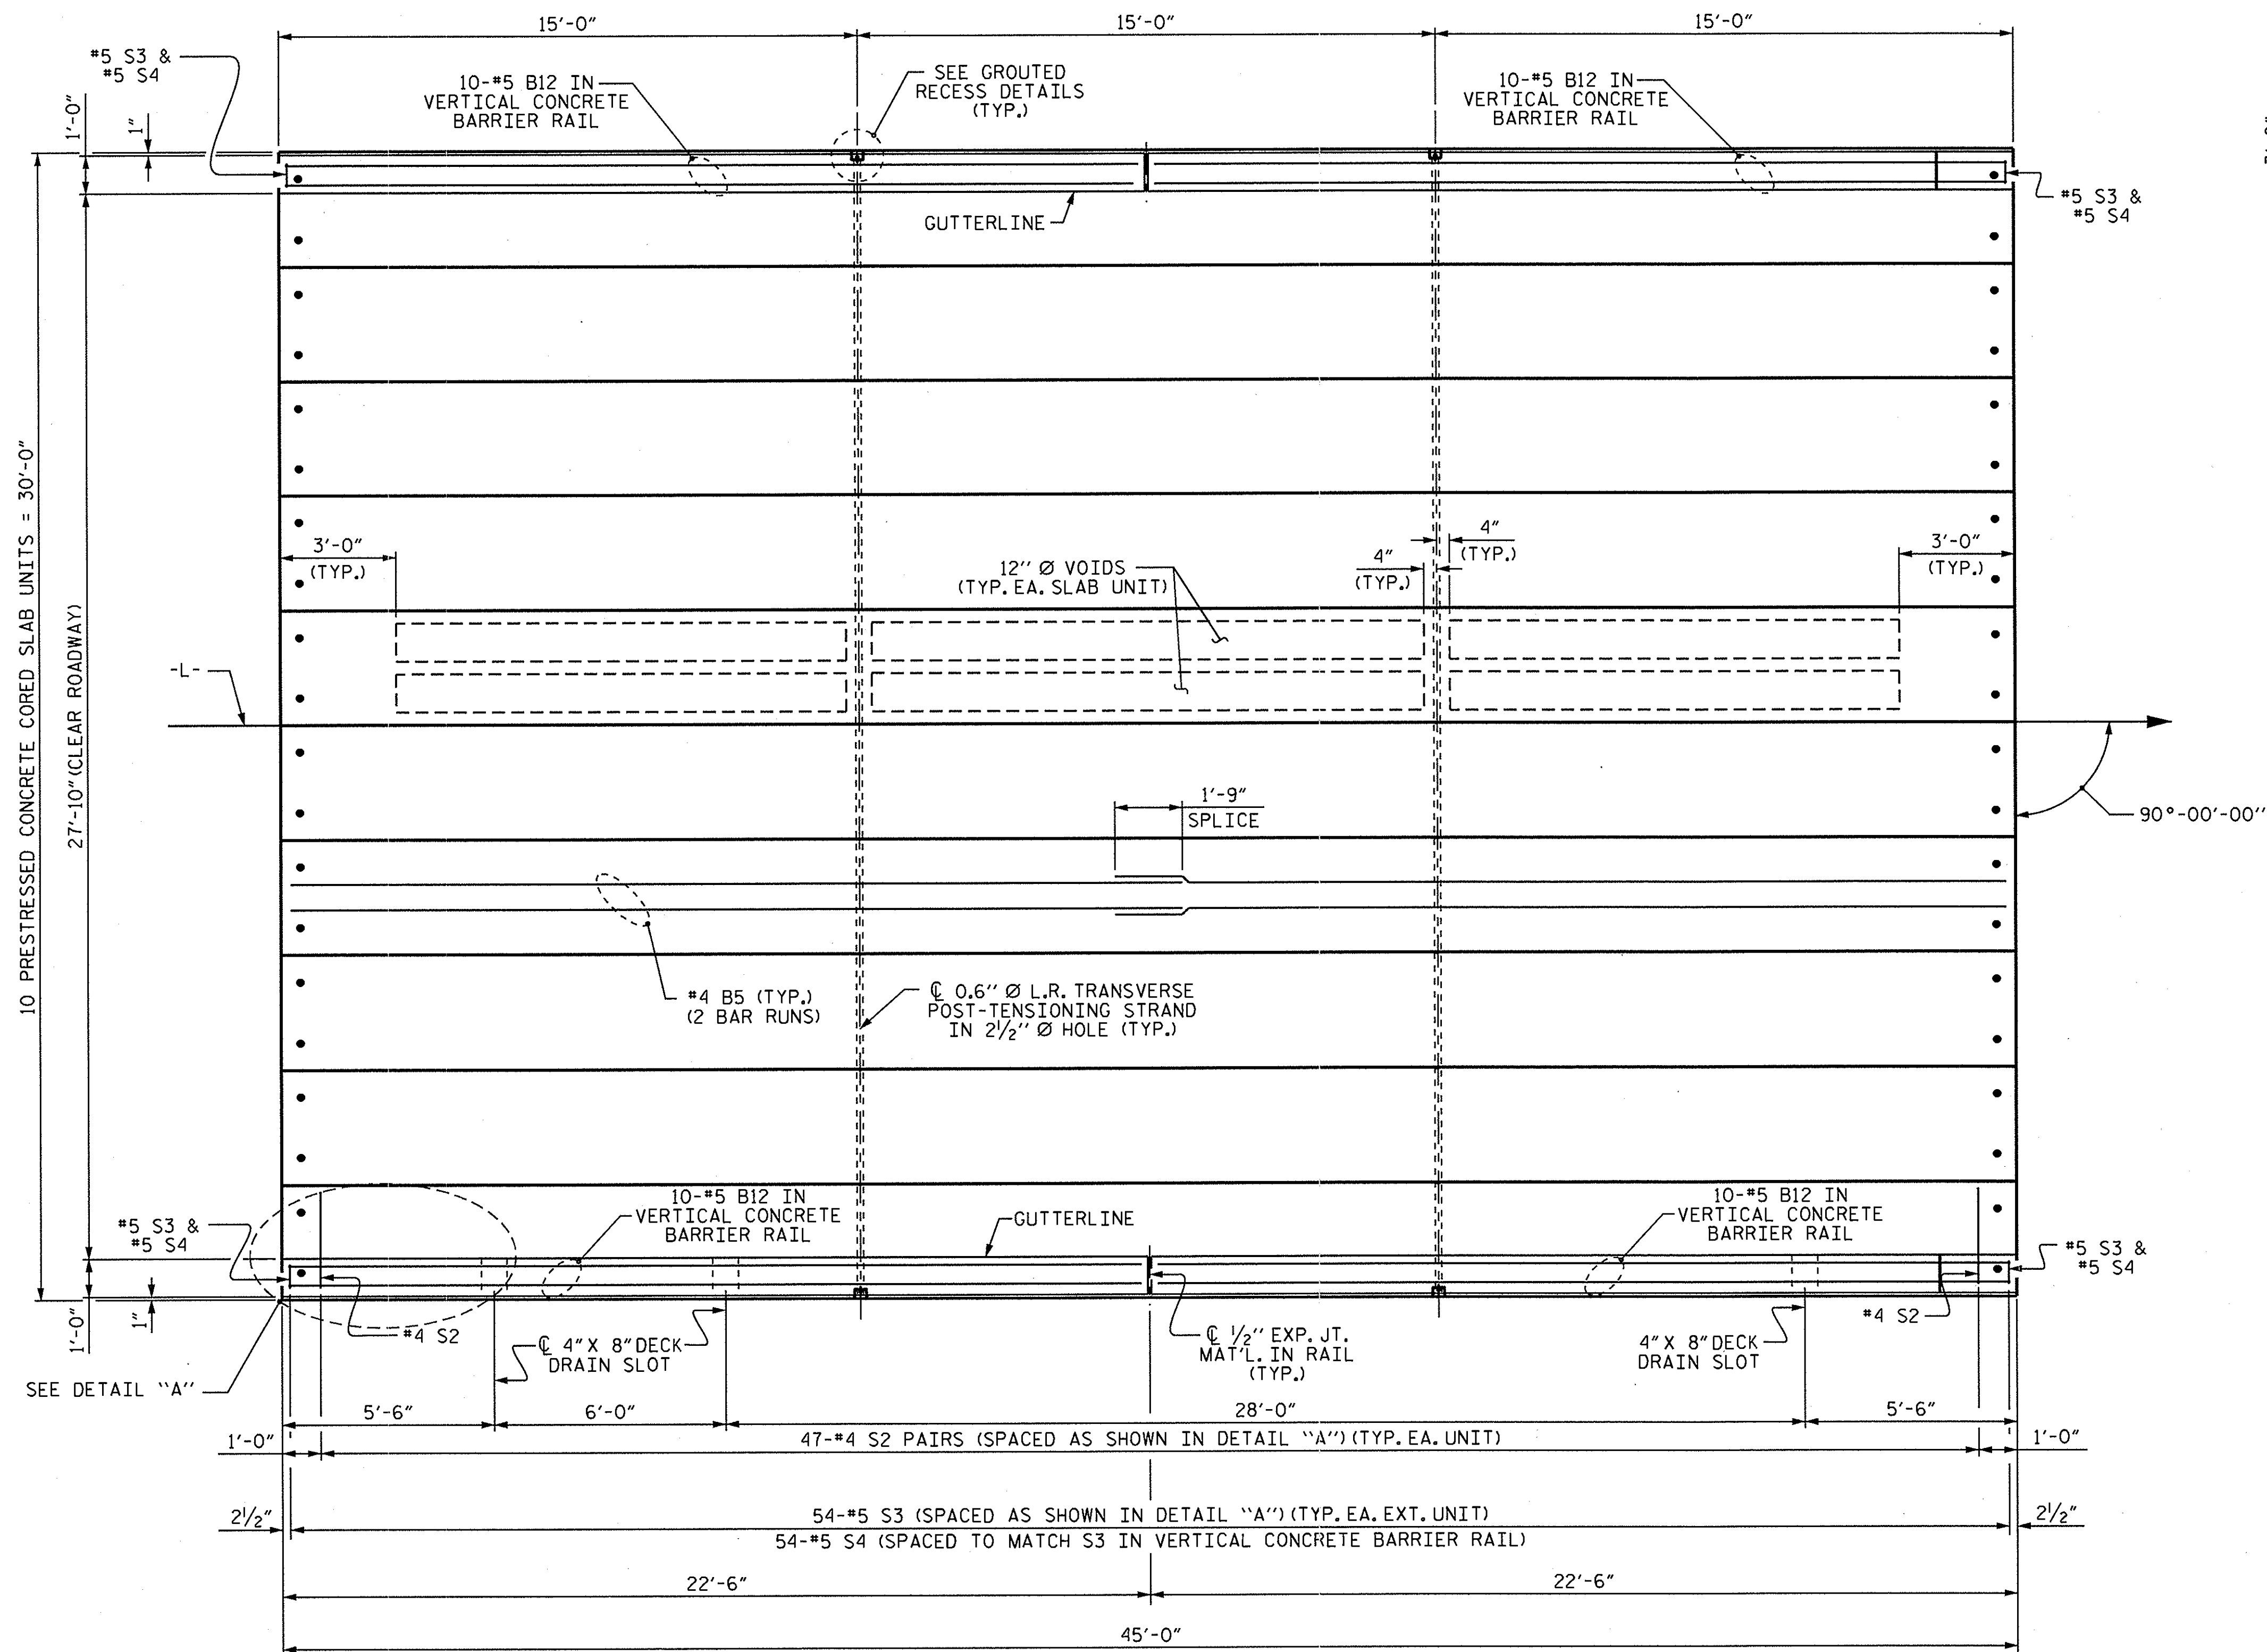 15'-0"
15'-0"
15'-0"
#5 S3 &
#5 S4
10-#5 B12 IN
VERTICAL CONCRETE
BARRIER RAIL
SEE GROUTED
RECESS DETAILS
(TYP.)
10-#5 B12 IN
VERTICAL CONCRETE
BARRIER RAIL
1'-0"
1"
#5 S3 &
#5 S4
GUTTERLINE
10 PRESTRESSED CONCRETE CORED SLAB UNITS = 30'-0"
27'-10" (CLEAR ROADWAY)
3'-0"
(TYP.)
12" Ø VOIDS
(TYP. EA. SLAB UNIT)
4"
(TYP.)
4"
(TYP.)
3'-0"
(TYP.)
-L-
90°-00'-00"
1'-9"
SPLICE
#4 B5 (TYP.)
(2 BAR RUNS)
℄ 0.6" Ø L.R. TRANSVERSE
POST-TENSIONING STRAND
IN 2½" Ø HOLE (TYP.)
#5 S3 &
#5 S4
10-#5 B12 IN
VERTICAL CONCRETE
BARRIER RAIL
GUTTERLINE
10-#5 B12 IN
VERTICAL CONCRETE
BARRIER RAIL
#5 S3 &
#5 S4
1'-0"
1"
#4 S2
℄ 4" X 8" DECK
DRAIN SLOT
℄ ½" EXP. JT.
MAT'L. IN RAIL
(TYP.)
4" X 8" DECK
DRAIN SLOT
#4 S2
SEE DETAIL "A"
5'-6"
6'-0"
28'-0"
5'-6"
1'-0"
47-#4 S2 PAIRS (SPACED AS SHOWN IN DETAIL "A") (TYP. EA. UNIT)
1'-0"
2½"
54-#5 S3 (SPACED AS SHOWN IN DETAIL "A") (TYP. EA. EXT. UNIT)
54-#5 S4 (SPACED TO MATCH S3 IN VERTICAL CONCRETE BARRIER RAIL)
2½"
22'-6"
22'-6"
45'-0"